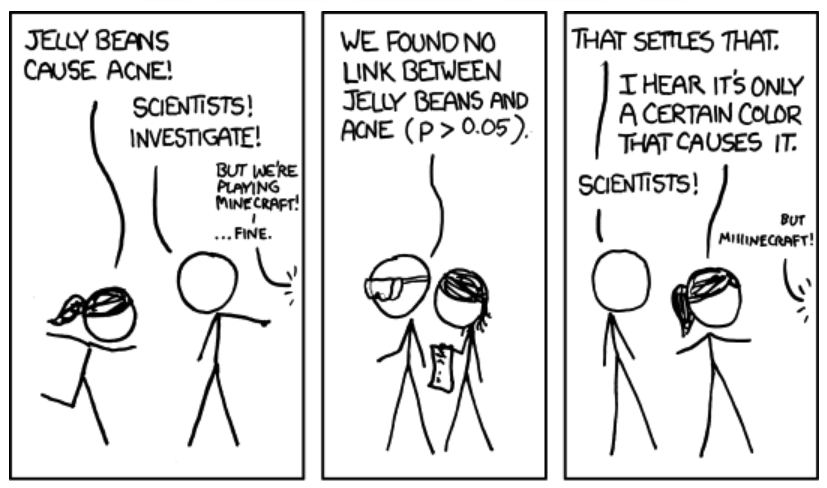 JELLY BEANS
CAUSE ACNE!
SCIENTISTS!
INVESTIGATE!
BUT WE'RE
PLAYING
MINECRAFT!
...FINE.
WE FOUND NO
LINK BETWEEN
JELLY BEANS AND
ACNE (P > 0.05).
THAT SETTLES THAT.
I HEAR IT'S ONLY
A CERTAIN COLOR
THAT CAUSES IT.
SCIENTISTS!
BUT
MIIIINECRAFT!